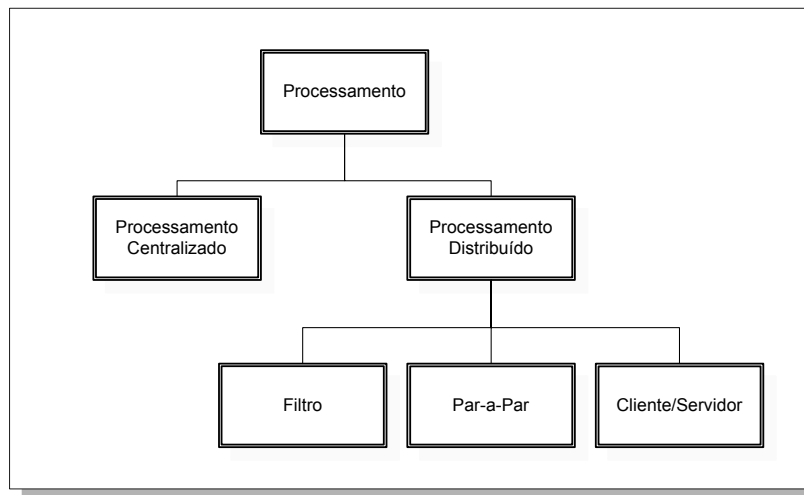 Processamento
Processamento
Centralizado
Processamento
Distribuído
Filtro
Par-a-Par
Cliente/Servidor